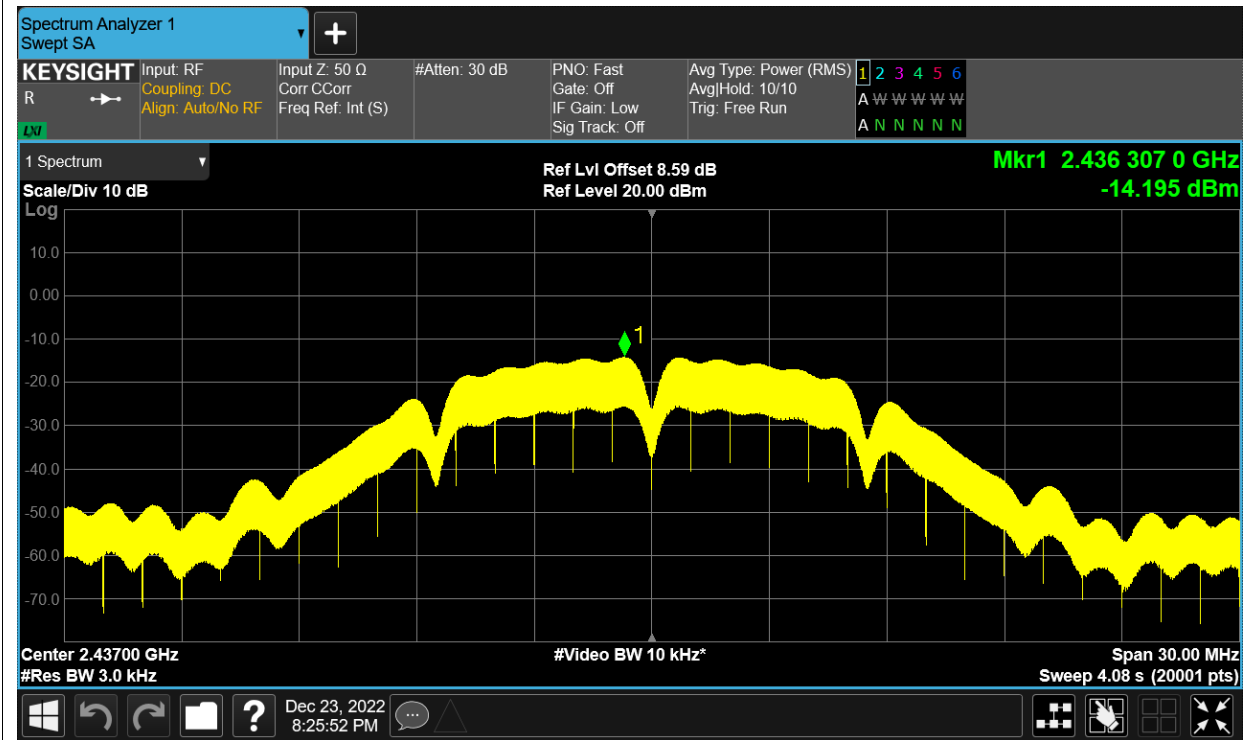 Spectrum Analyzer 1
Swept SA
KEYSIGHT
R
LXI
Input: RF
Coupling: DC
Align: Auto/No RF
Input Z: 50 Ω
Corr CCorr
Freq Ref: Int (S)
#Atten: 30 dB
PNO: Fast
Gate: Off
IF Gain: Low
Sig Track: Off
Avg Type: Power (RMS)
Avg|Hold: 10/10
Trig: Free Run
1 2 3 4 5 6
A W W W W W
A N N N N N
1 Spectrum
Scale/Div 10 dB
Ref Lvl Offset 8.59 dB
Ref Level 20.00 dBm
Mkr1 2.436 307 0 GHz
-14.195 dBm
Log
10.0
0.00
-10.0
-20.0
-30.0
-40.0
-50.0
-60.0
-70.0
1
Center 2.43700 GHz
#Res BW 3.0 kHz
#Video BW 10 kHz*
Span 30.00 MHz
Sweep 4.08 s (20001 pts)
?
Dec 23, 2022
8:25:52 PM